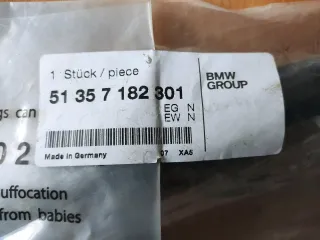 1 Stück / piece
51 35 7 182 301
BMW
GROUP
EG N
EW N
Made in Germany
07 XA6
gs can
02
uffocation
from babies